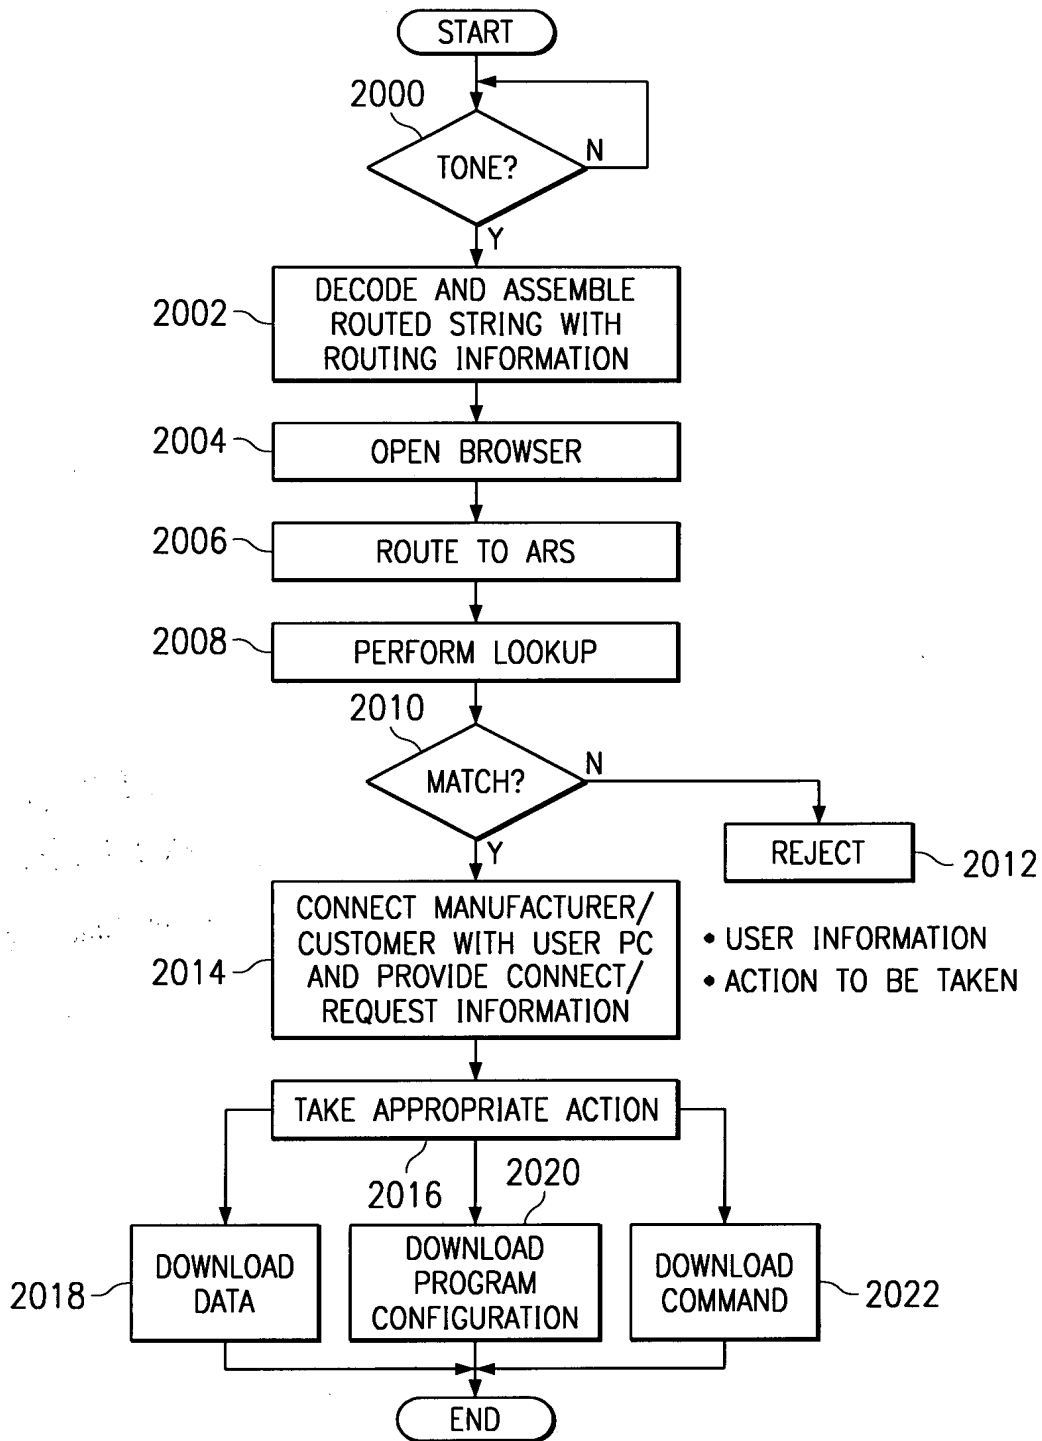 START
2000
TONE?
N
Y
2002
DECODE AND ASSEMBLE
ROUTED STRING WITH
ROUTING INFORMATION
2004
OPEN BROWSER
2006
ROUTE TO ARS
2008
PERFORM LOOKUP
2010
MATCH?
N
Y
REJECT
2012
2014
CONNECT MANUFACTURER/
CUSTOMER WITH USER PC
AND PROVIDE CONNECT/
REQUEST INFORMATION
• USER INFORMATION
• ACTION TO BE TAKEN
TAKE APPROPRIATE ACTION
2016
2020
2018
DOWNLOAD
DATA
DOWNLOAD
PROGRAM
CONFIGURATION
DOWNLOAD
COMMAND
2022
END